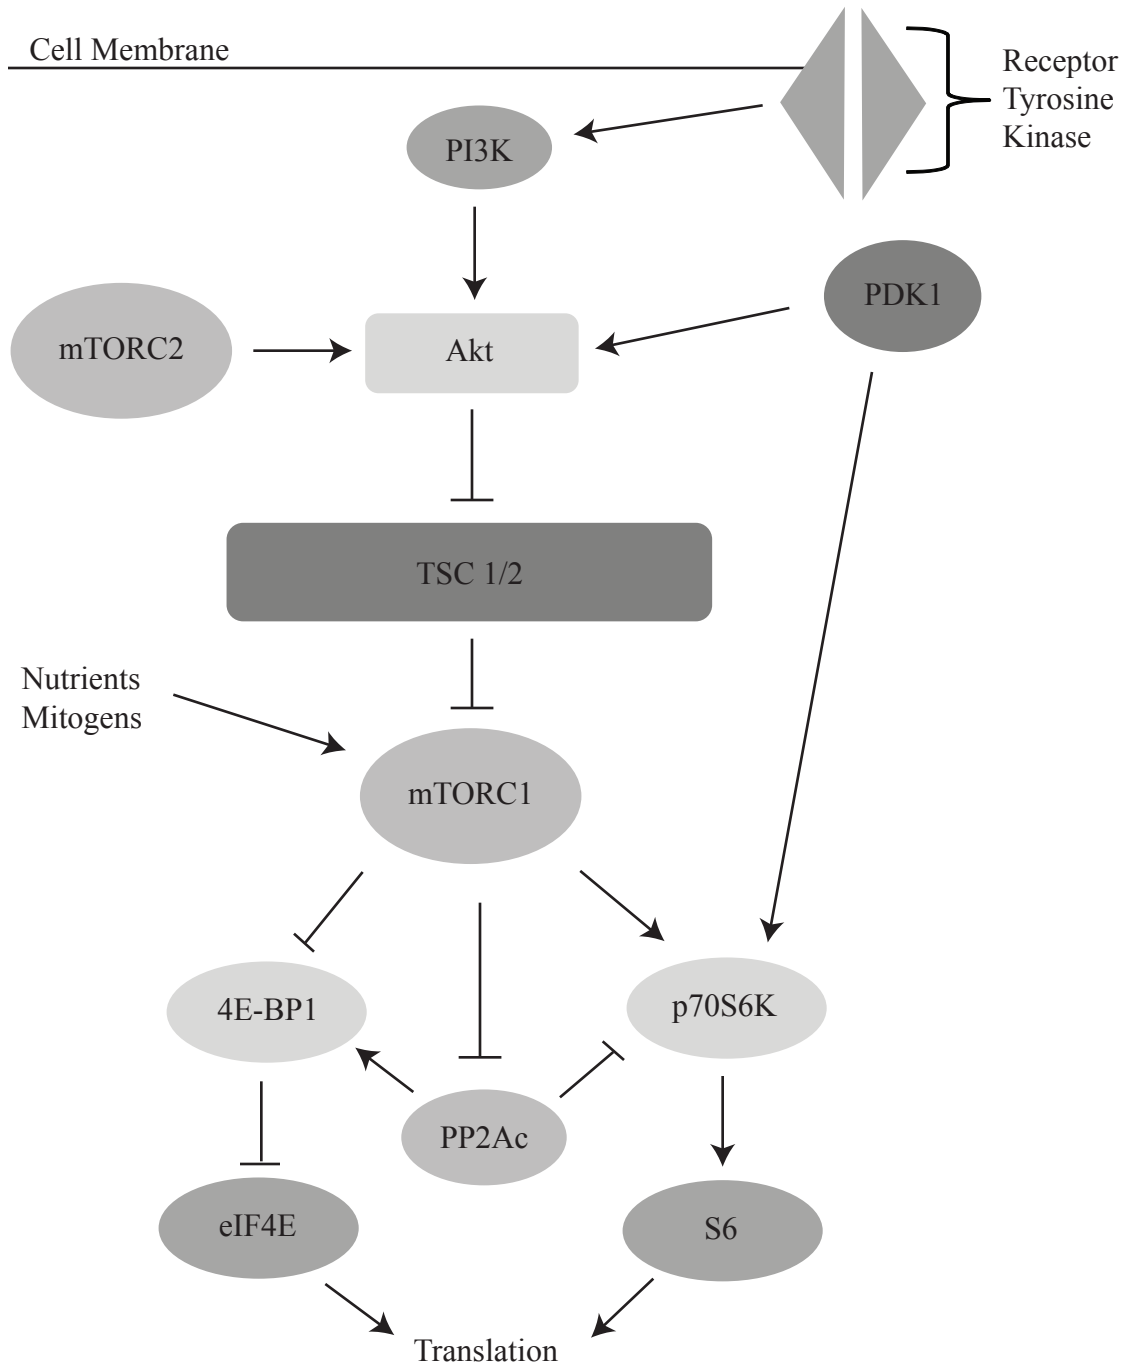 Cell Membrane
Receptor
Tyrosine
Kinase
PI3K
PDK1
mTORC2
Akt
TSC 1/2
Nutrients
Mitogens
mTORC1
4E-BP1
p70S6K
PP2Ac
eIF4E
S6
Translation